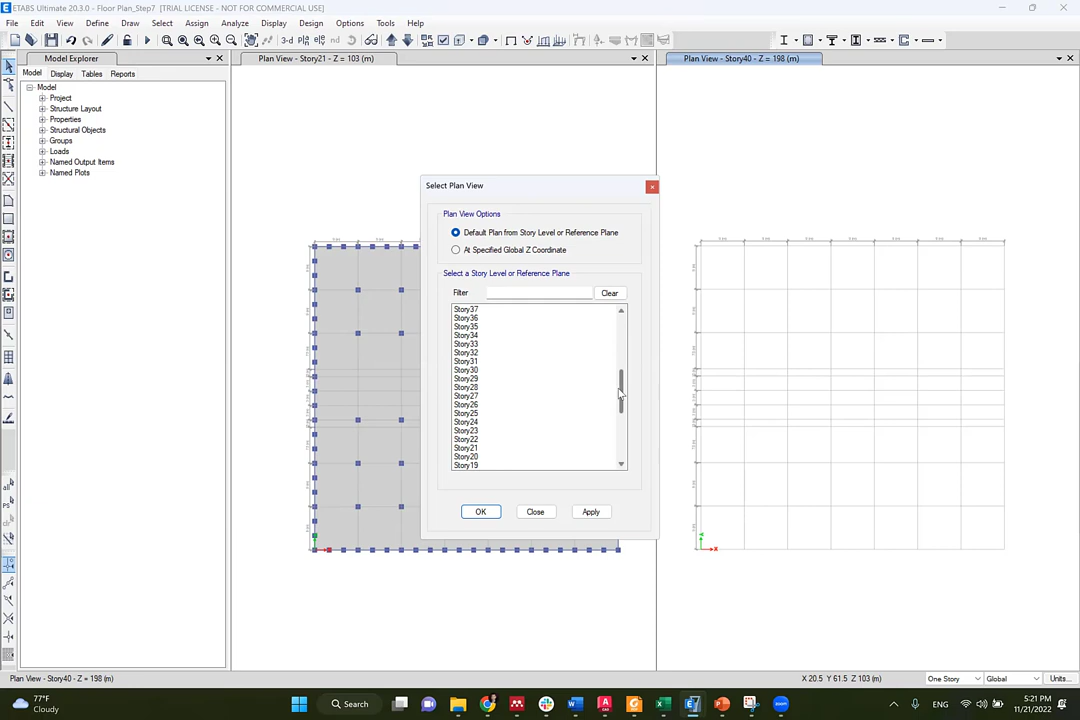 ETABS Ultimate 20.3.0 - Floor Plan_Step7 [TRIAL LICENSE - NOT FOR COMMERCIAL USE]
File Edit View Define Draw Select Assign Analyze Display Design Options Tools Help
3-d
Model Explorer
Plan View - Story21 - Z = 103 (m)
Plan View - Story40 - Z = 198 (m)
Model Display Tables Reports
Model
Project
Structure Layout
Properties
Structural Objects
Groups
Loads
Named Output Items
Named Plots
Select Plan View
Plan View Options
Default Plan from Story Level or Reference Plane
At Specified Global Z Coordinate
Select a Story Level or Reference Plane
Filter
Clear
Story37
Story36
Story35
Story34
Story33
Story32
Story31
Story30
Story29
Story28
Story27
Story26
Story25
Story24
Story23
Story22
Story21
Story20
Story19
OK Close Apply
X
Y
all
PS
clr
Plan View - Story40 - Z = 198 (m)
X 20.5 Y 61.5 Z 103 (m)
One Story
Global
Units...
77°F
Cloudy
Search
ENG
5:21 PM
11/21/2022